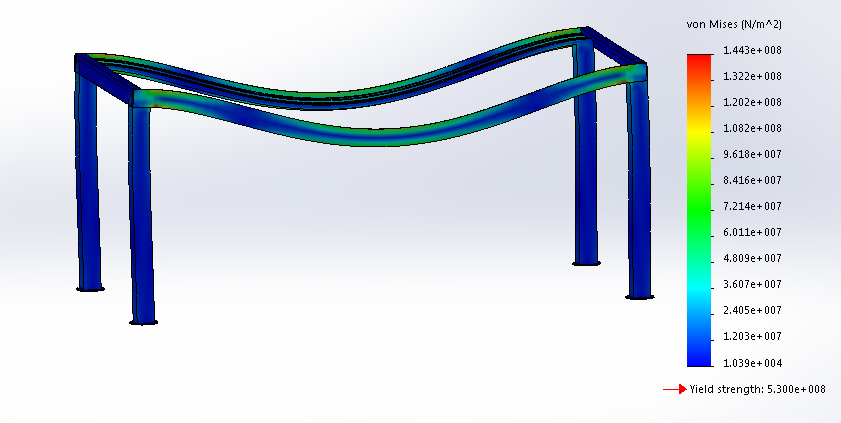 von Mises (N/m^2)
1.443e+008
1.322e+008
1.202e+008
1.082e+008
9.618e+007
8.416e+007
7.214e+007
6.011e+007
4.809e+007
3.607e+007
2.405e+007
1.203e+007
1.039e+004
Yield strength: 5.300e+008